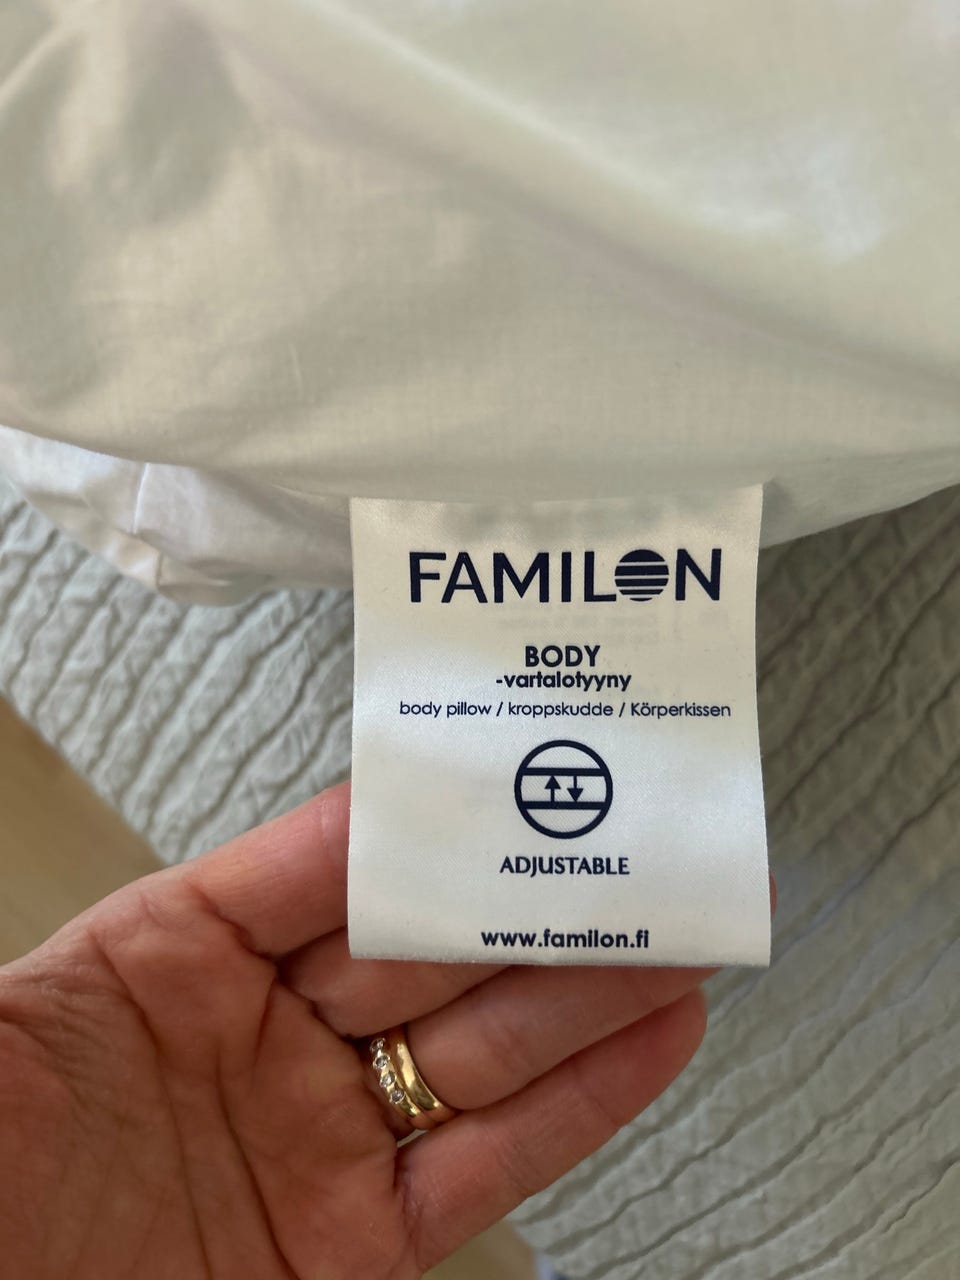 FAMILON
BODY
-vartalotyyny
body pillow / kroppskudde / Körperkissen
ADJUSTABLE
www.familon.fi